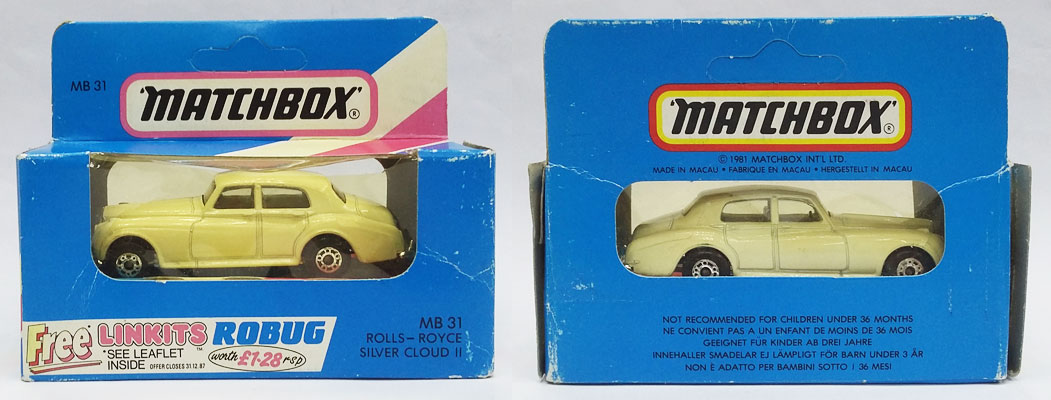 MB 31
'MATCHBOX'®
Free LINKITS™ ROBUG
*SEE LEAFLET
INSIDE OFFER CLOSES 31.12.87
worth £1·28 r·s·p
MB 31
ROLLS-ROYCE
SILVER CLOUD II
'MATCHBOX'®
© 1981 MATCHBOX INT'L LTD.
MADE IN MACAU • FABRIQUE EN MACAU • HERGESTELLT IN MACAU
NOT RECOMMENDED FOR CHILDREN UNDER 36 MONTHS
NE CONVIENT PAS A UN ENFANT DE MOINS DE 36 MOIS
GEEIGNET FÜR KINDER AB DREI JAHRE
INNEHALLER SMADELAR EJ LÄMPLIGT FÖR BARN UNDER 3 ÅR
NON È ADATTO PER BAMBINI SOTTO I 36 MESI